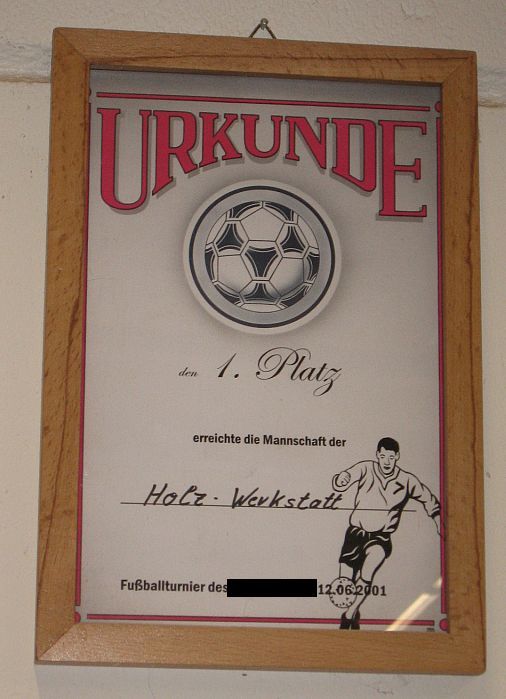 URKUNDE
den 1. Platz
erreichte die Mannschaft der
Holz-Werkstatt
Fußballturnier des 12.06.2001